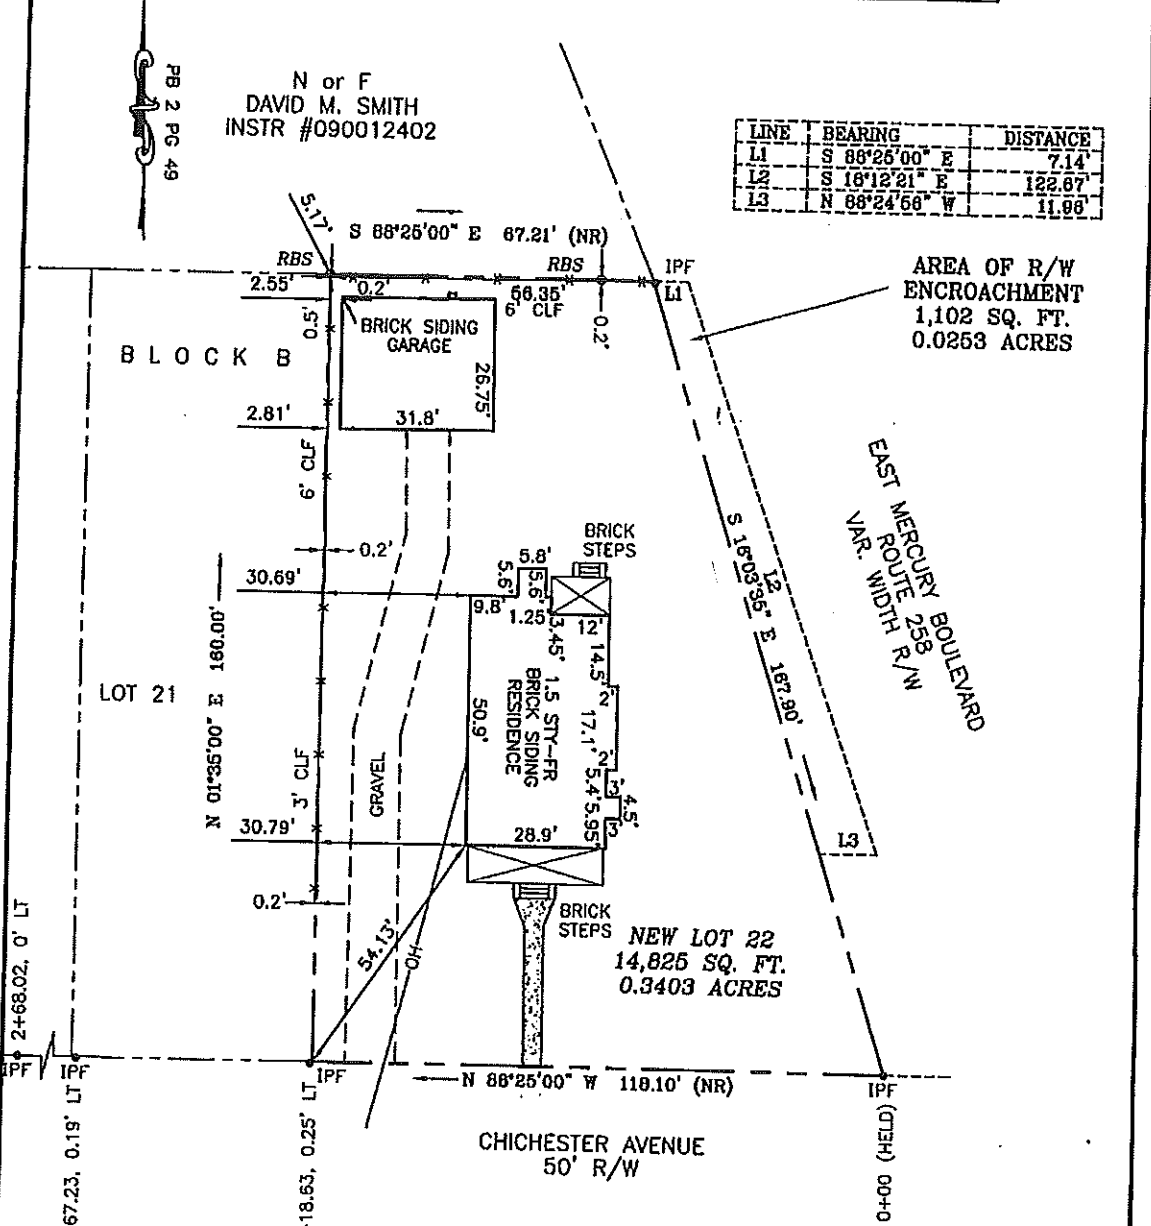 PB 2 PG 49
N or F
DAVID M. SMITH
INSTR #090012402
LINE BEARING DISTANCE
L1 S 88°25'00" E 7.14'
L2 S 16°12'21" E 122.67'
L3 N 88°24'56" W 11.96'
5.17'
S 88°25'00" E 67.21' (NR)
RBS
RBS
IPF
L1
2.55'
0.2'
56.35'
6' CLF
0.5'
0.2'
BRICK SIDING
GARAGE
26.75'
31.8'
AREA OF R/W
ENCROACHMENT
1,102 SQ. FT.
0.0253 ACRES
BLOCK B
2.81'
6' CLF
0.2'
EAST MERCURY BOULEVARD
ROUTE 258
VAR. WIDTH R/W
S 16°03'35" E 167.90'
L2
BRICK
STEPS
5.8'
5.6'
5.6'
30.69'
9.8'
1.25'
3.45'
12'
14.5'
2'
17.1'
2'
5.4'
3'
4.5'
3'
5.95'
1.5 STY-FR
BRICK SIDING
RESIDENCE
50.9'
N 01°35'00" E 160.00'
LOT 21
3' CLF
GRAVEL
30.79'
28.9'
L3
0.2'
54.13'
OH
BRICK
STEPS
NEW LOT 22
14,825 SQ. FT.
0.3403 ACRES
2+68.02, 0' LT
IPF
IPF
IPF
N 88°25'00" W 118.10' (NR)
IPF
CHICHESTER AVENUE
50' R/W
67.23, 0.19' LT
18.63, 0.25' LT
0+00 (HELD)